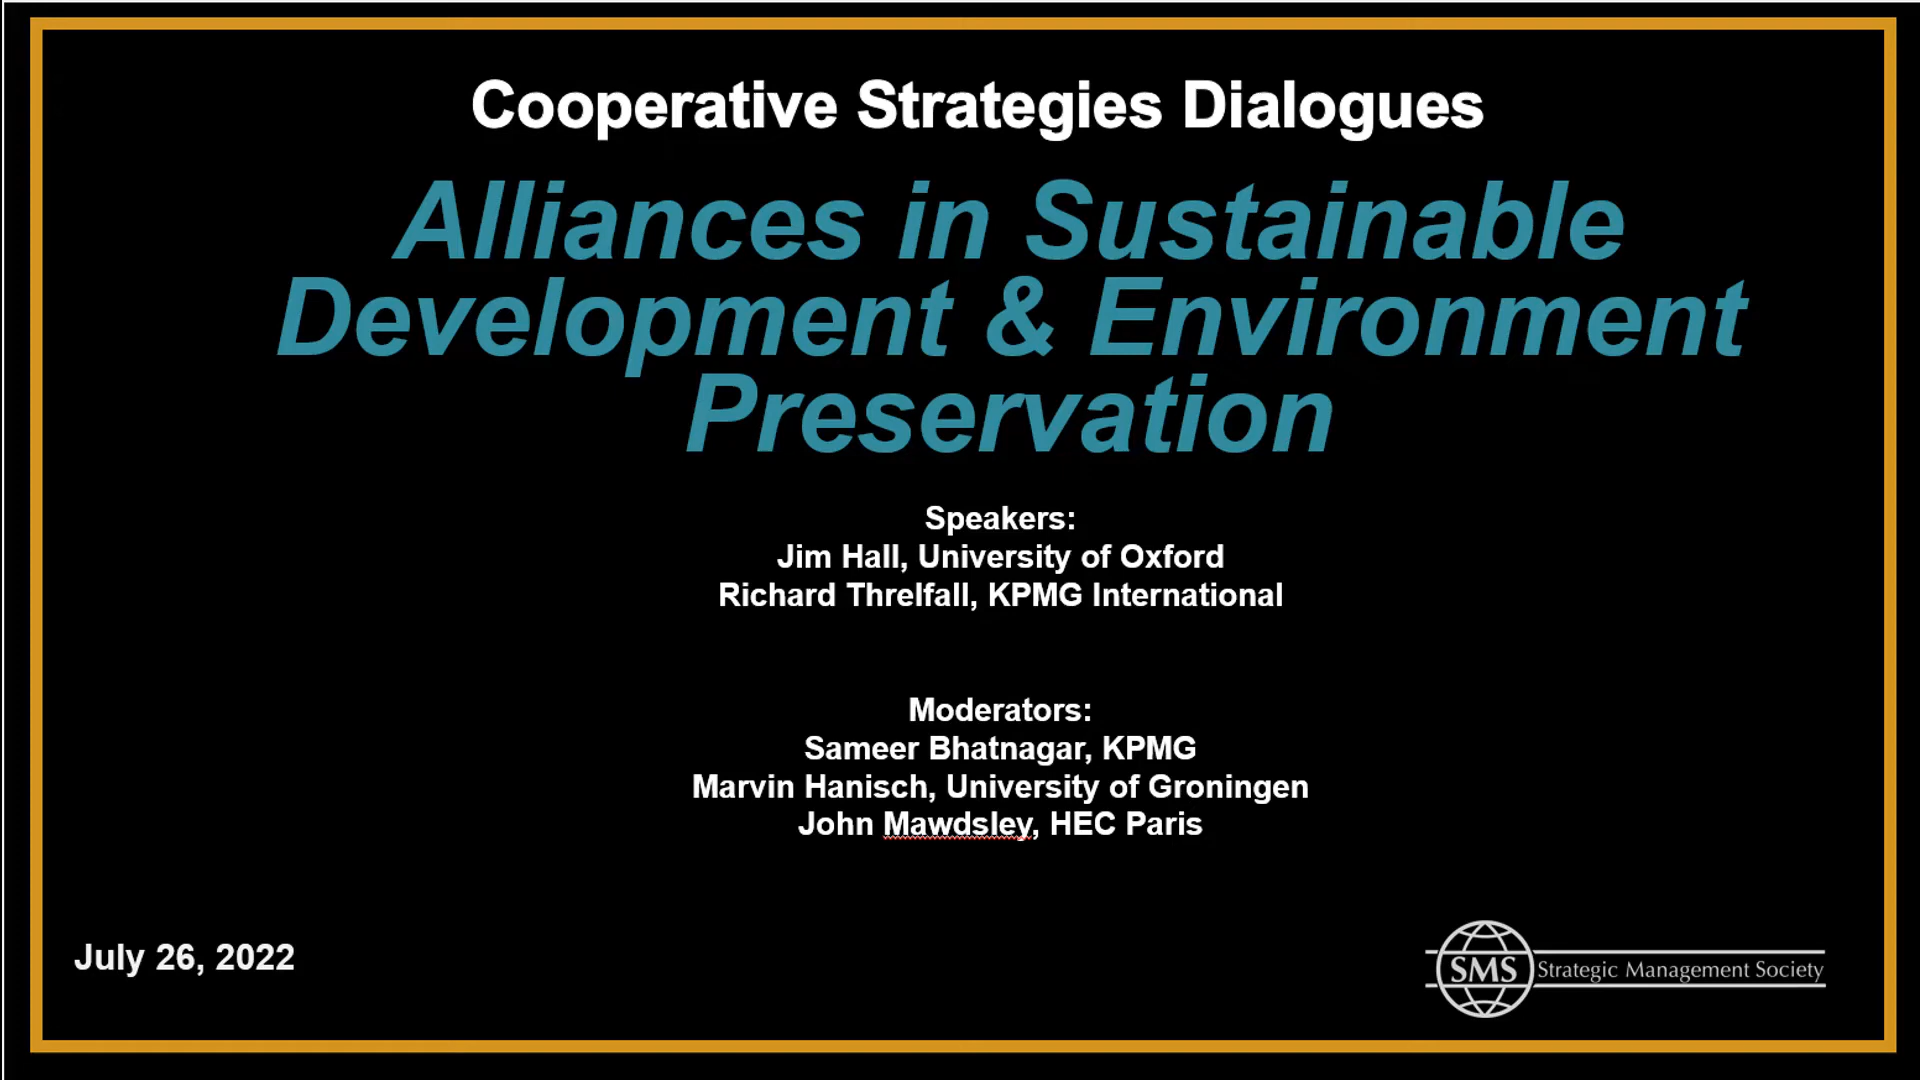 Cooperative Strategies Dialogues
Alliances in Sustainable
Development & Environment
Preservation
Speakers:
Jim Hall, University of Oxford
Richard Threlfall, KPMG International
Moderators:
Sameer Bhatnagar, KPMG
Marvin Hanisch, University of Groningen
John Mawdsley, HEC Paris
July 26, 2022
SMS Strategic Management Society